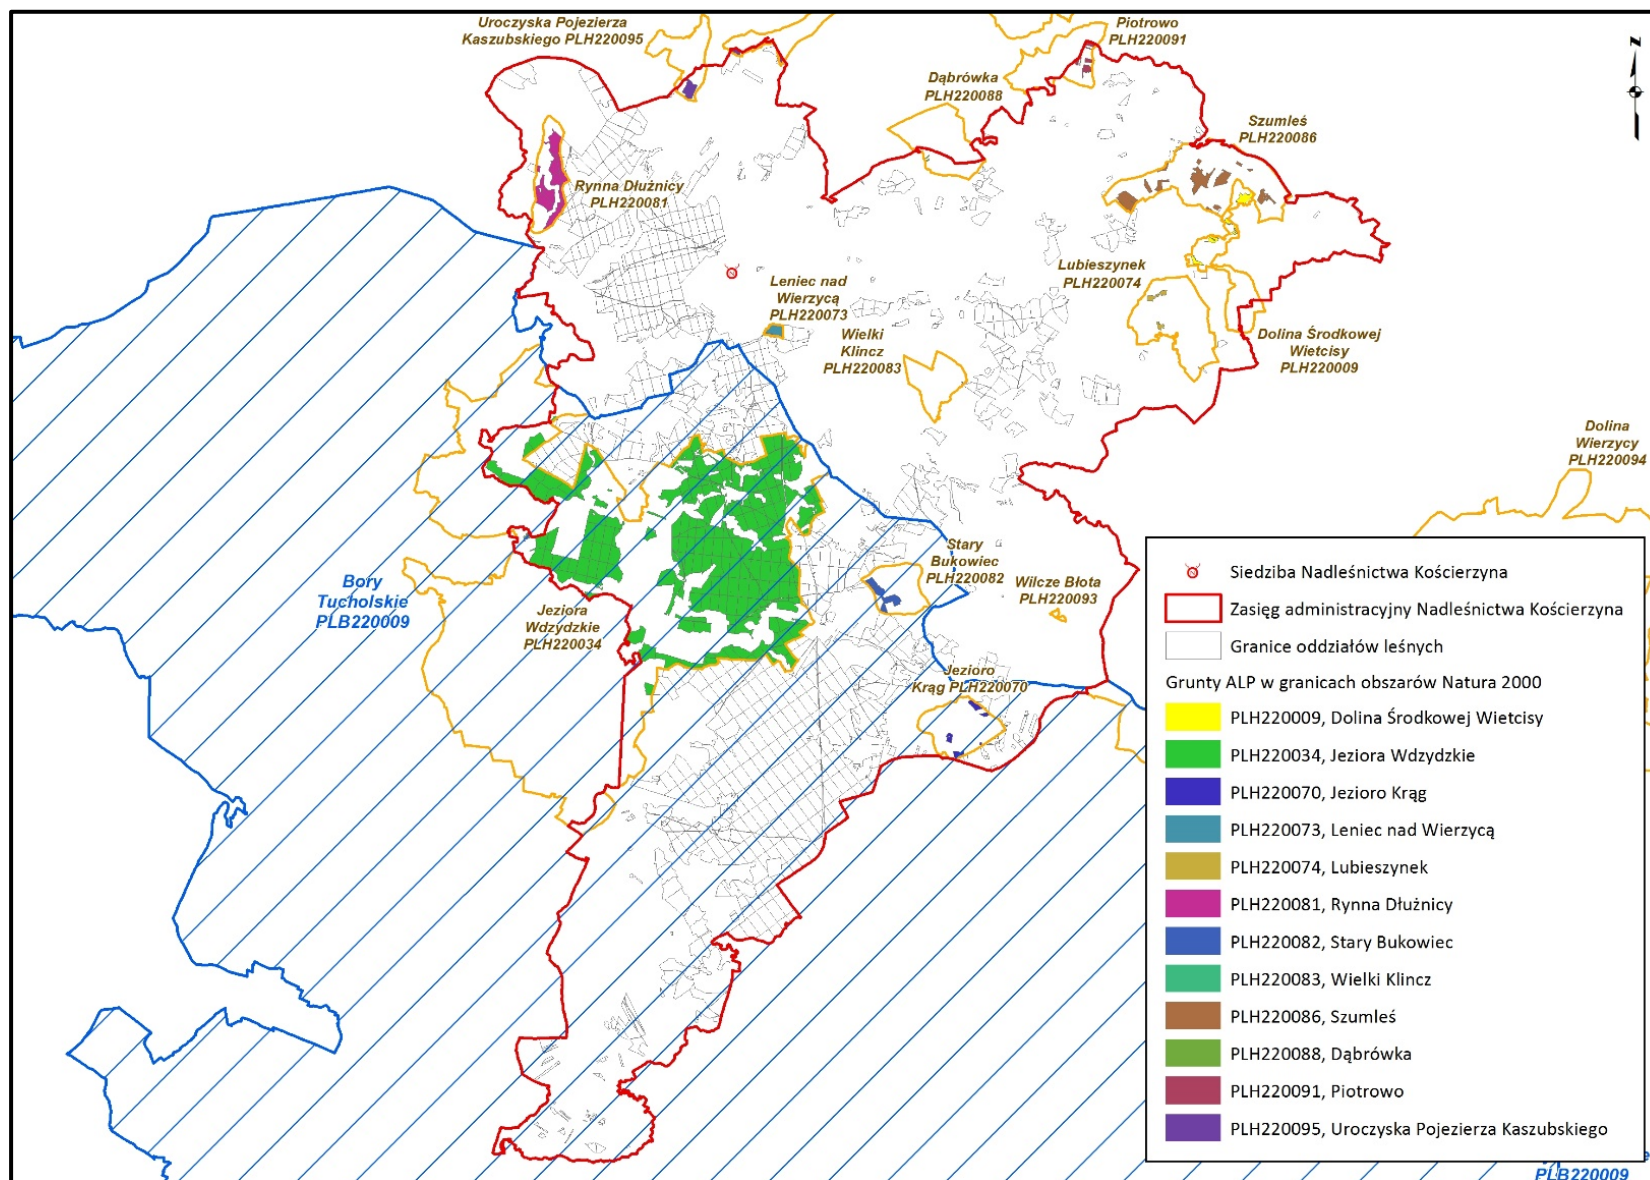 Uroczyska Pojezierza
Kaszubskiego PLH220095
Piotrowo
PLH220091
Z
Dąbrówka
PLH220088
Szumleś
PLH220086
Rynna Dłużnicy
PLH220081
Lubieszynek
PLH220074
Leniec nad
Wierzycą
PLH220073
Wielki
Klincz
PLH220083
Dolina Środkowej
Wietcisy
PLH220009
Dolina
Wierzycy
PLH220094
Stary
Bukowiec
PLH220082
Wilcze Błota
PLH220093
Bory
Tucholskie
PLB220009
Jeziora
Wdzydzkie
PLH220034
Jezioro
Krąg PLH220070
Siedziba Nadleśnictwa Kościerzyna
Zasięg administracyjny Nadleśnictwa Kościerzyna
Granice oddziałów leśnych
Grunty ALP w granicach obszarów Natura 2000
PLH220009, Dolina Środkowej Wietcisy
PLH220034, Jeziora Wdzydzkie
PLH220070, Jezioro Krąg
PLH220073, Leniec nad Wierzycą
PLH220074, Lubieszynek
PLH220081, Rynna Dłużnicy
PLH220082, Stary Bukowiec
PLH220083, Wielki Klincz
PLH220086, Szumleś
PLH220088, Dąbrówka
PLH220091, Piotrowo
PLH220095, Uroczyska Pojezierza Kaszubskiego
PLB220009